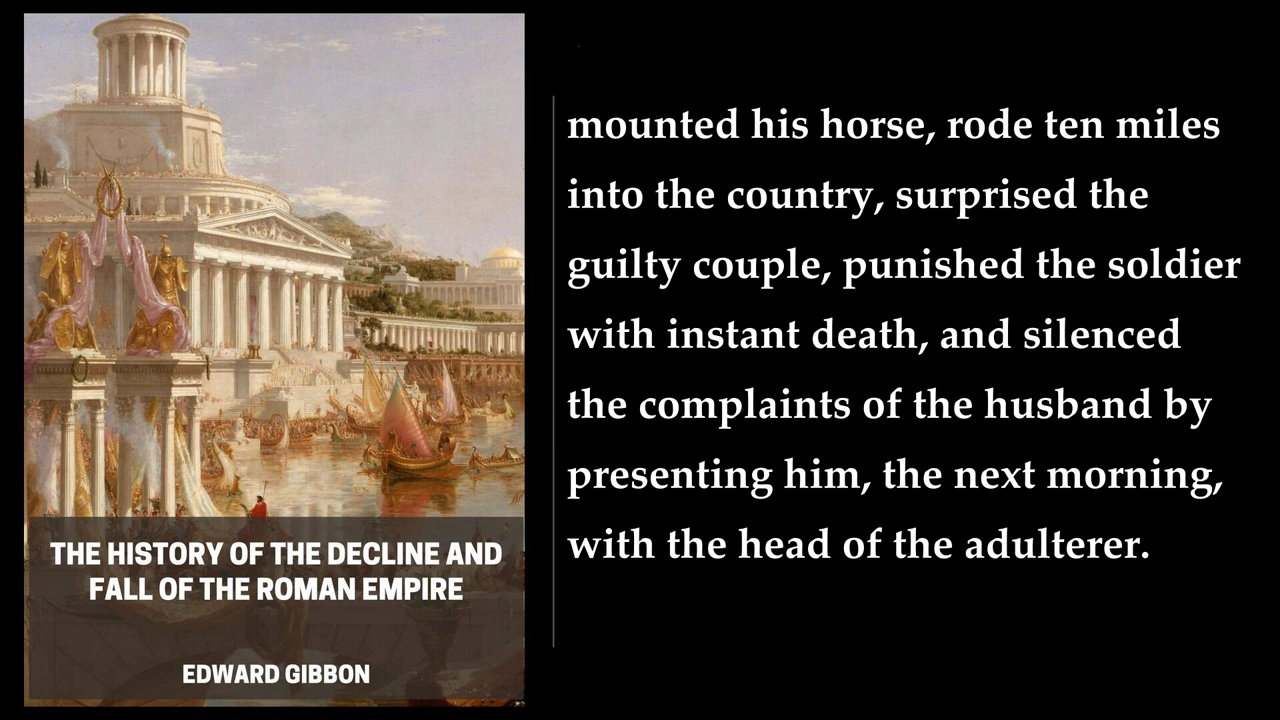 THE HISTORY OF THE DECLINE AND
FALL OF THE ROMAN EMPIRE
EDWARD GIBBON
mounted his horse, rode ten miles
into the country, surprised the
guilty couple, punished the soldier
with instant death, and silenced
the complaints of the husband by
presenting him, the next morning,
with the head of the adulterer.